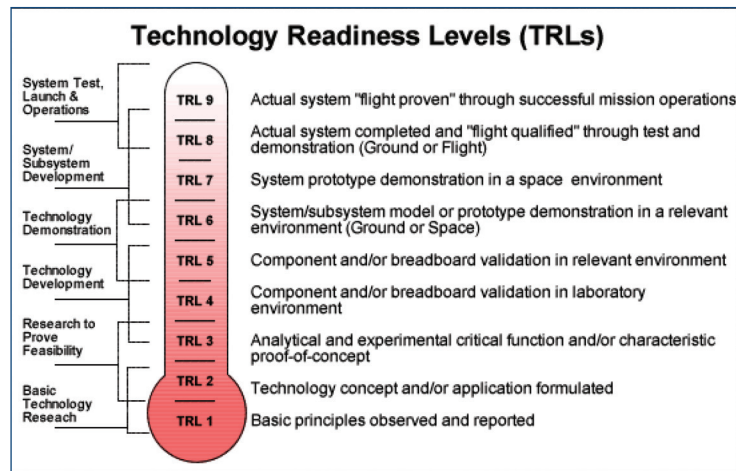 Technology Readiness Levels (TRLs)
System Test,
Launch &
Operations
System/
Subsystem
Development
Technology
Demonstration
Technology
Development
Research to
Prove
Feasibility
Basic
Technology
Reseach
TRL 9
Actual system "flight proven" through successful mission operations
TRL 8
Actual system completed and "flight qualified" through test and
demonstration (Ground or Flight)
TRL 7
System prototype demonstration in a space environment
TRL 6
System/subsystem model or prototype demonstration in a relevant
environment (Ground or Space)
TRL 5
Component and/or breadboard validation in relevant environment
TRL 4
Component and/or breadboard validation in laboratory
environment
TRL 3
Analytical and experimental critical function and/or characteristic
proof-of-concept
TRL 2
Technology concept and/or application formulated
TRL 1
Basic principles observed and reported